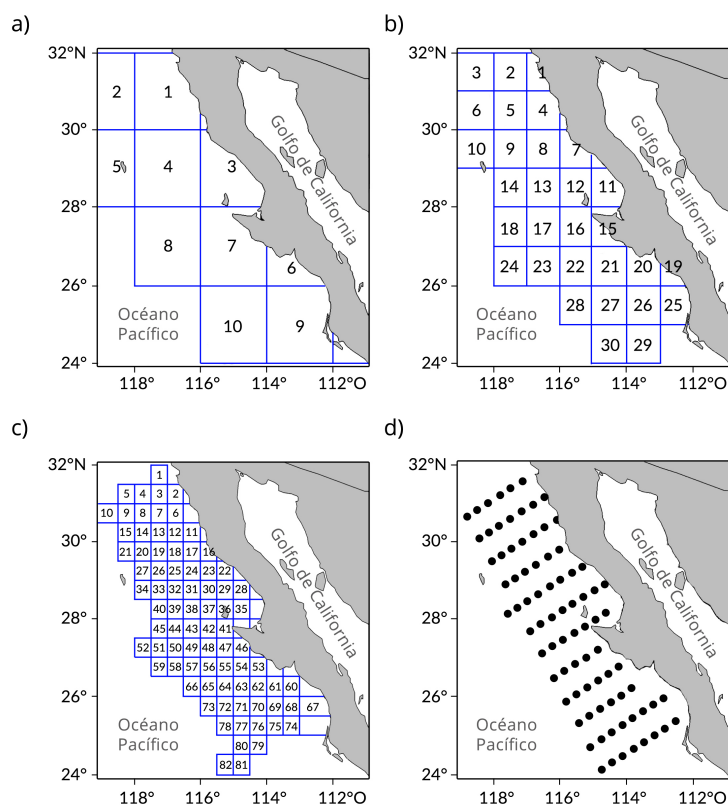 a)
32°N
30°
28°
26°
24°
118° 116° 114° 112°O
2 1
5 4 3
8 7
6
10 9
Golfo de California
Océano
Pacífico
b)
32°N
30°
28°
26°
24°
118° 116° 114° 112°O
3 2 1
6 5 4
10 9 8 7
14 13 12 11
18 17 16 15
24 23 22 21 20 19
28 27 26 25
30 29
Golfo de California
Océano
Pacífico
c)
32°N
30°
28°
26°
24°
118° 116° 114° 112°O
1
5 4 3 2
10 9 8 7 6
15 14 13 12 11
21 20 19 18 17 16
27 26 25 24 23 22
34 33 32 31 30 29 28
40 39 38 37 36 35
45 44 43 42 41
52 51 50 49 48 47 46
59 58 57 56 55 54 53
66 65 64 63 62 61 60
73 72 71 70 69 68 67
78 77 76 75 74
80 79
82 81
Golfo de California
Océano
Pacífico
d)
32°N
30°
28°
26°
24°
118° 116° 114° 112°O
Golfo de California
Océano
Pacífico